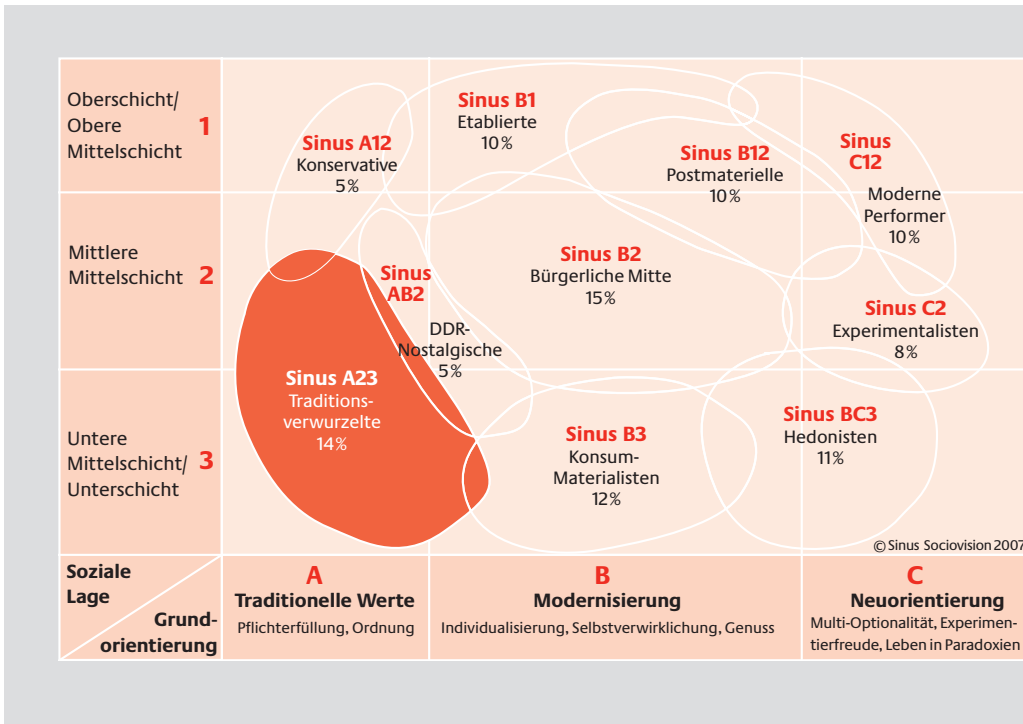 Oberschicht/
Obere 1
Mittelschicht
Sinus A12
Konservative
5%
Sinus B1
Etablierte
10%
Sinus B12
Postmaterielle
10%
Sinus
C12
Moderne
Performer
10%
Mittlere
Mittelschicht 2
Sinus
AB2
DDR-
Nostalgische
5%
Sinus B2
Bürgerliche Mitte
15%
Sinus C2
Experimentalisten
8%
Untere
Mittelschicht/ 3
Unterschicht
Sinus A23
Traditions-
verwurzelte
14%
Sinus B3
Konsum-
Materialisten
12%
Sinus BC3
Hedonisten
11%
© Sinus Sociovision 2007
Soziale
Lage
Grund-
orientierung
A
Traditionelle Werte
Pflichterfüllung, Ordnung
B
Modernisierung
Individualisierung, Selbstverwirklichung, Genuss
C
Neuorientierung
Multi-Optionalität, Experimen-
tierfreude, Leben in Paradoxien